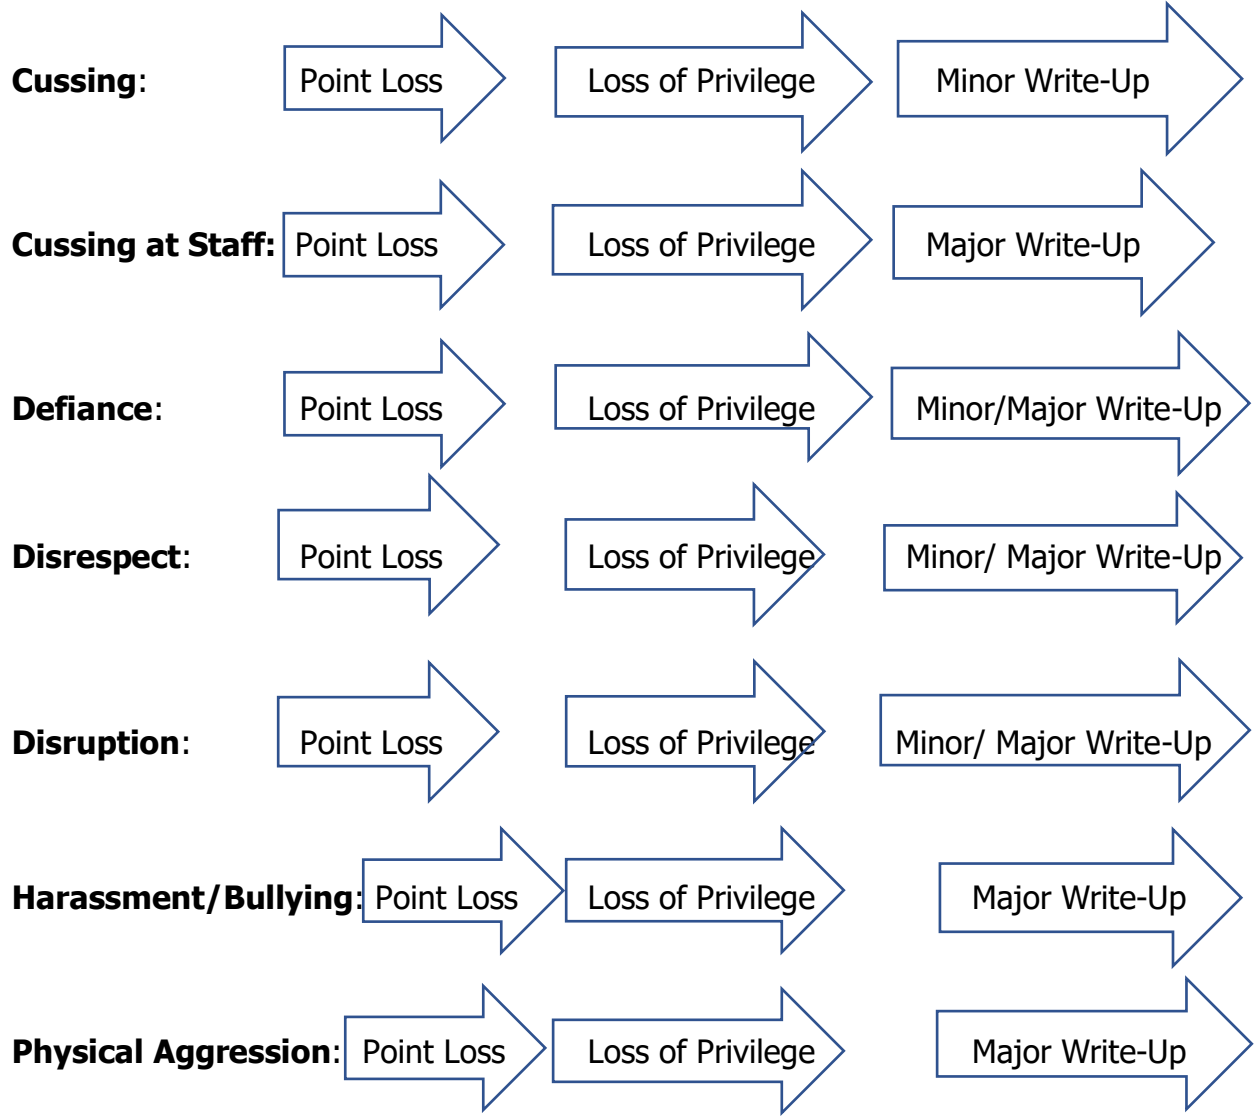 Cussing: Point Loss Loss of Privilege Minor Write-Up
Cussing at Staff: Point Loss Loss of Privilege Major Write-Up
Defiance: Point Loss Loss of Privilege Minor/Major Write-Up
Disrespect: Point Loss Loss of Privilege Minor/ Major Write-Up
Disruption: Point Loss Loss of Privilege Minor/ Major Write-Up
Harassment/Bullying: Point Loss Loss of Privilege Major Write-Up
Physical Aggression: Point Loss Loss of Privilege Major Write-Up